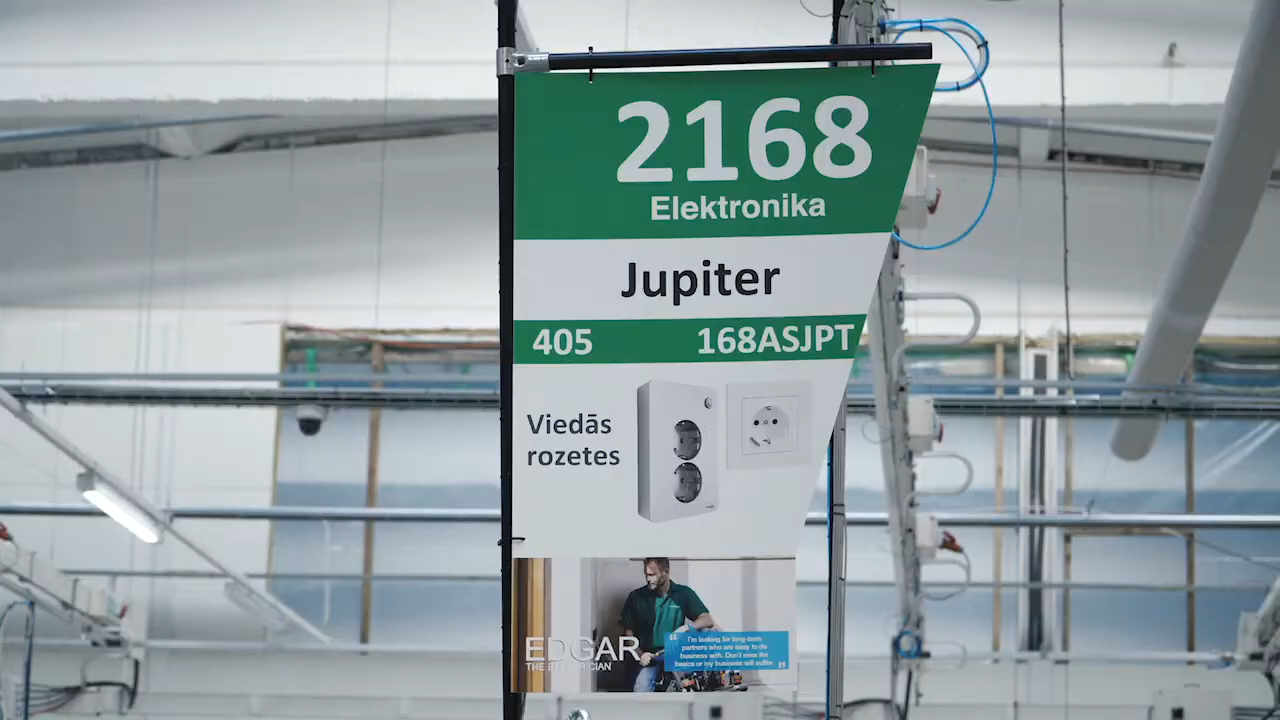 2168
Elektronika
Jupiter
405 168ASJPT
Viedās
rozetes
EDGAR
THE ELECTRICIAN
“ I'm looking for long-term
partners who are easy to do
business with. Don't miss the
basics or my business will suffer. ”